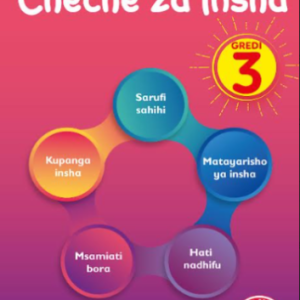 Cheche za Insha
GREDI
3
Sarufi
sahihi
Kupanga
insha
Matayarisho
ya insha
Msamiati
bora
Hati
nadhifu